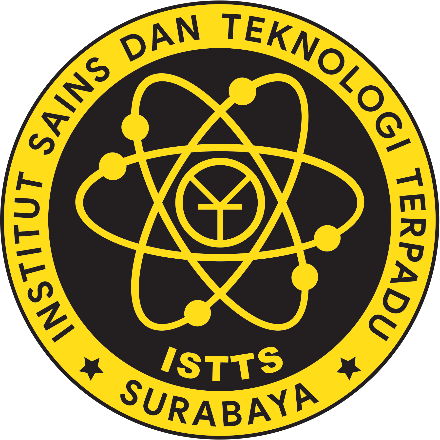 INSTITUT SAINS DAN TEKNOLOGI TERPADU
ISTTS
SURABAYA